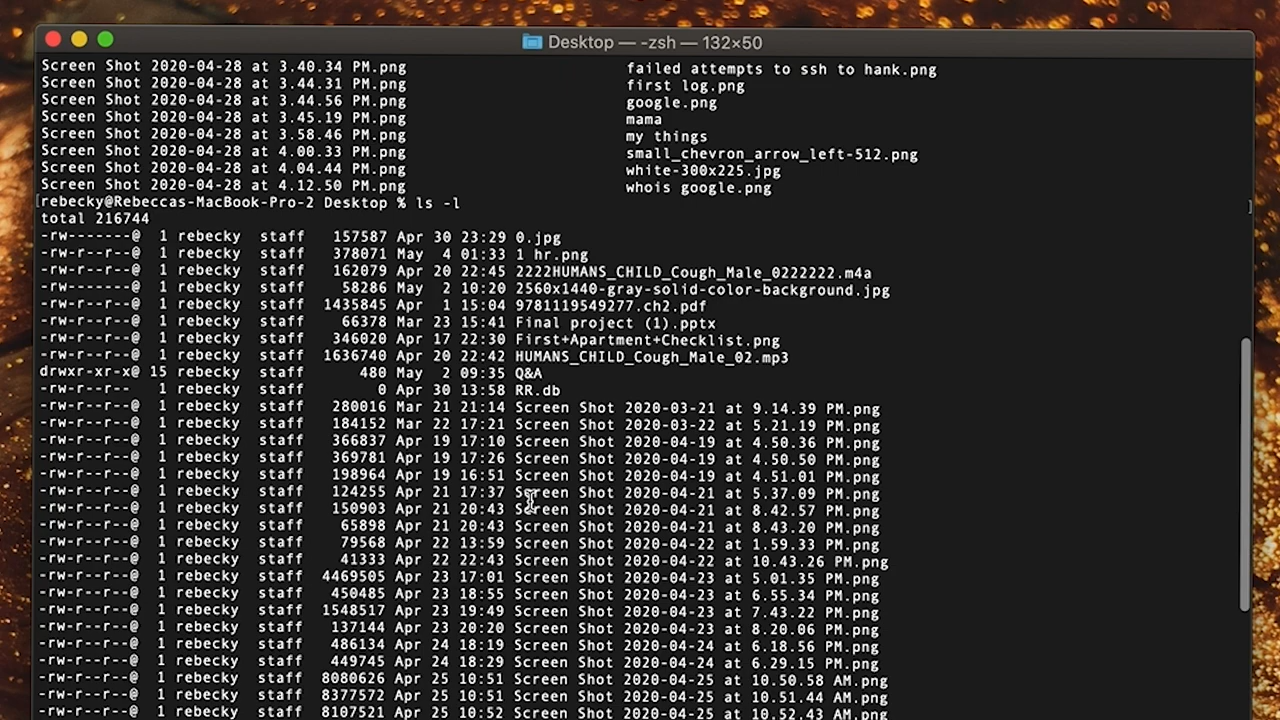 Desktop — -zsh — 132×50
Screen Shot 2020-04-28 at 3.40.34 PM.png failed attempts to ssh to hank.png
Screen Shot 2020-04-28 at 3.44.31 PM.png first log.png
Screen Shot 2020-04-28 at 3.44.56 PM.png google.png
Screen Shot 2020-04-28 at 3.45.19 PM.png mama
Screen Shot 2020-04-28 at 3.58.46 PM.png my things
Screen Shot 2020-04-28 at 4.00.33 PM.png small_chevron_arrow_left-512.png
Screen Shot 2020-04-28 at 4.04.44 PM.png white-300x225.jpg
Screen Shot 2020-04-28 at 4.12.50 PM.png whois google.png
[rebecky@Rebeccas-MacBook-Pro-2 Desktop % ls -l ]
total 216744
-rw-------@ 1 rebecky staff 157587 Apr 30 23:29 0.jpg
-rw-r--r--@ 1 rebecky staff 378071 May 4 01:33 1 hr.png
-rw-r--r--@ 1 rebecky staff 162079 Apr 20 22:45 2222HUMANS_CHILD_Cough_Male_0222222.m4a
-rw-------@ 1 rebecky staff 58286 May 2 10:20 2560x1440-gray-solid-color-background.jpg
-rw-r--r--@ 1 rebecky staff 1435845 Apr 1 15:04 9781119549277.ch2.pdf
-rw-r--r--@ 1 rebecky staff 66378 Mar 23 15:41 Final project (1).pptx
-rw-r--r--@ 1 rebecky staff 346020 Apr 17 22:30 First+Apartment+Checklist.png
-rw-r--r--@ 1 rebecky staff 1636740 Apr 20 22:42 HUMANS_CHILD_Cough_Male_02.mp3
drwxr-xr-x@ 15 rebecky staff 480 May 2 09:35 Q&A
-rw-r--r-- 1 rebecky staff 0 Apr 30 13:58 RR.db
-rw-r--r--@ 1 rebecky staff 280016 Mar 21 21:14 Screen Shot 2020-03-21 at 9.14.39 PM.png
-rw-r--r--@ 1 rebecky staff 184152 Mar 22 17:21 Screen Shot 2020-03-22 at 5.21.19 PM.png
-rw-r--r--@ 1 rebecky staff 366837 Apr 19 17:10 Screen Shot 2020-04-19 at 4.50.36 PM.png
-rw-r--r--@ 1 rebecky staff 369781 Apr 19 17:26 Screen Shot 2020-04-19 at 4.50.50 PM.png
-rw-r--r--@ 1 rebecky staff 198964 Apr 19 16:51 Screen Shot 2020-04-19 at 4.51.01 PM.png
-rw-r--r--@ 1 rebecky staff 124255 Apr 21 17:37 Screen Shot 2020-04-21 at 5.37.09 PM.png
-rw-r--r--@ 1 rebecky staff 150903 Apr 21 20:43 Screen Shot 2020-04-21 at 8.42.57 PM.png
-rw-r--r--@ 1 rebecky staff 65898 Apr 21 20:43 Screen Shot 2020-04-21 at 8.43.20 PM.png
-rw-r--r--@ 1 rebecky staff 79568 Apr 22 13:59 Screen Shot 2020-04-22 at 1.59.33 PM.png
-rw-r--r--@ 1 rebecky staff 41333 Apr 22 22:43 Screen Shot 2020-04-22 at 10.43.26 PM.png
-rw-r--r--@ 1 rebecky staff 4469505 Apr 23 17:01 Screen Shot 2020-04-23 at 5.01.35 PM.png
-rw-r--r--@ 1 rebecky staff 450485 Apr 23 18:55 Screen Shot 2020-04-23 at 6.55.34 PM.png
-rw-r--r--@ 1 rebecky staff 1548517 Apr 23 19:49 Screen Shot 2020-04-23 at 7.43.22 PM.png
-rw-r--r--@ 1 rebecky staff 137144 Apr 23 20:20 Screen Shot 2020-04-23 at 8.20.06 PM.png
-rw-r--r--@ 1 rebecky staff 486134 Apr 24 18:19 Screen Shot 2020-04-24 at 6.18.56 PM.png
-rw-r--r--@ 1 rebecky staff 449745 Apr 24 18:29 Screen Shot 2020-04-24 at 6.29.15 PM.png
-rw-r--r--@ 1 rebecky staff 8080626 Apr 25 10:51 Screen Shot 2020-04-25 at 10.50.58 AM.png
-rw-r--r--@ 1 rebecky staff 8377572 Apr 25 10:51 Screen Shot 2020-04-25 at 10.51.44 AM.png
-rw-r--r--@ 1 rebecky staff 8107521 Apr 25 10:52 Screen Shot 2020-04-25 at 10.52.43 AM.png